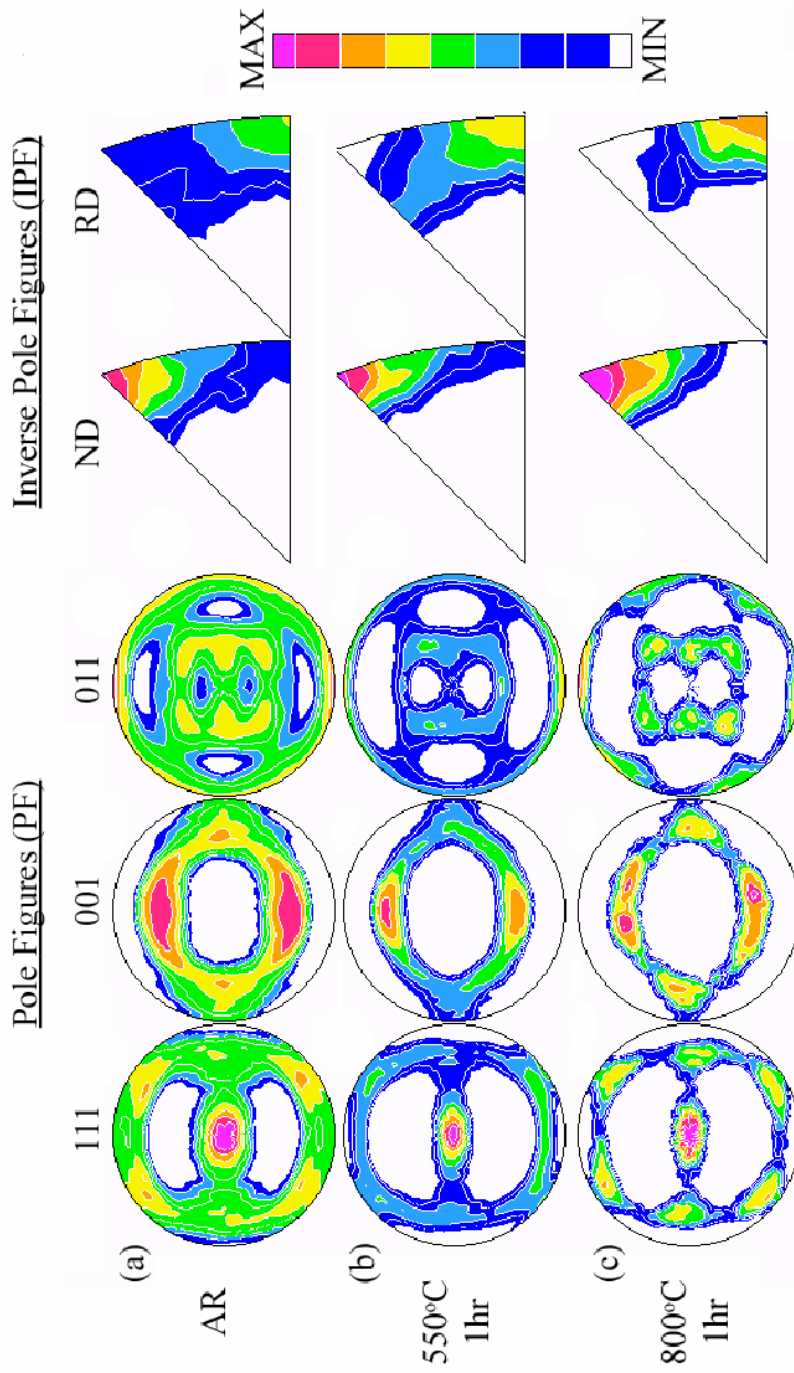 Pole Figures (PF)
Inverse Pole Figures (IPF)
111
001
011
ND
RD
(a)
AR
(b)
550°C
1hr
(c)
800°C
1hr
MAX
MIN